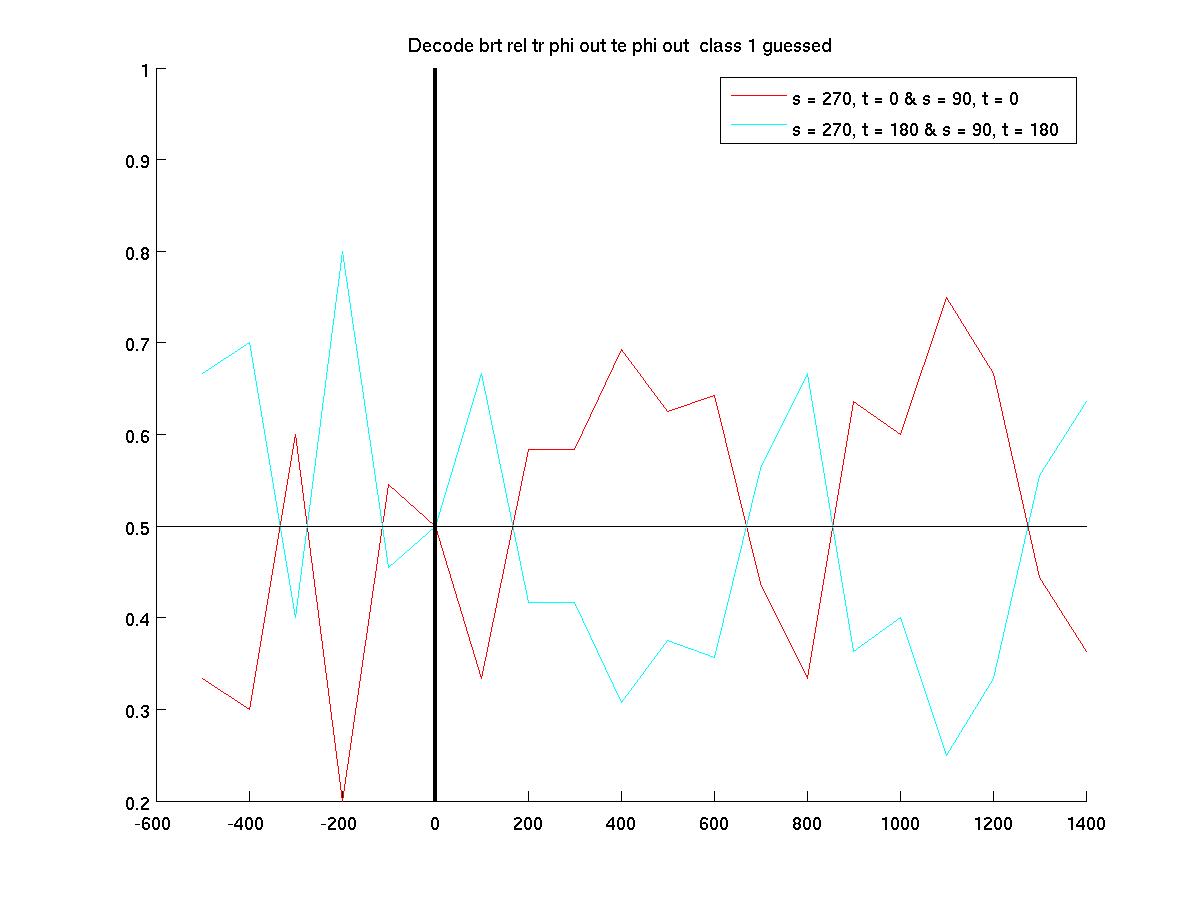 Decode brt rel tr phi out te phi out  class 1 guessed
s = 270, t = 0 & s = 90, t = 0
s = 270, t = 180 & s = 90, t = 180
1
0.9
0.8
0.7
0.6
0.5
0.4
0.3
0.2
-600 -400 -200 0 200 400 600 800 1000 1200 1400